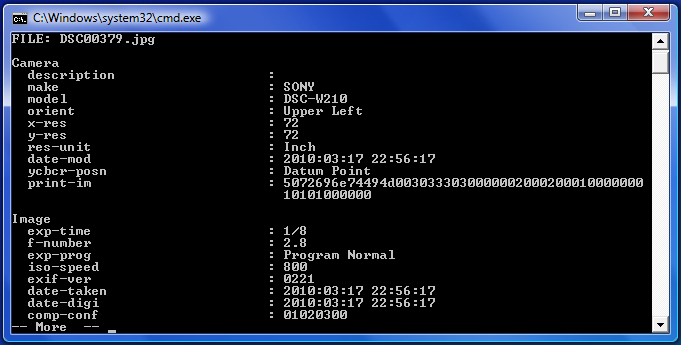 C:\Windows\system32\cmd.exe
FILE: DSC00379.jpg
Camera
description :
make : SONY
model : DSC-W210
orient : Upper Left
x-res : 72
y-res : 72
res-unit : Inch
date-mod : 2010:03:17 22:56:17
ycbcr-posn : Datum Point
print-im : 5072696e74494d003033303000000200020001000000
10101000000
Image
exp-time : 1/8
f-number : 2.8
exp-prog : Program Normal
iso-speed : 800
exif-ver : 0221
date-taken : 2010:03:17 22:56:17
date-digi : 2010:03:17 22:56:17
comp-conf : 01020300
-- More --